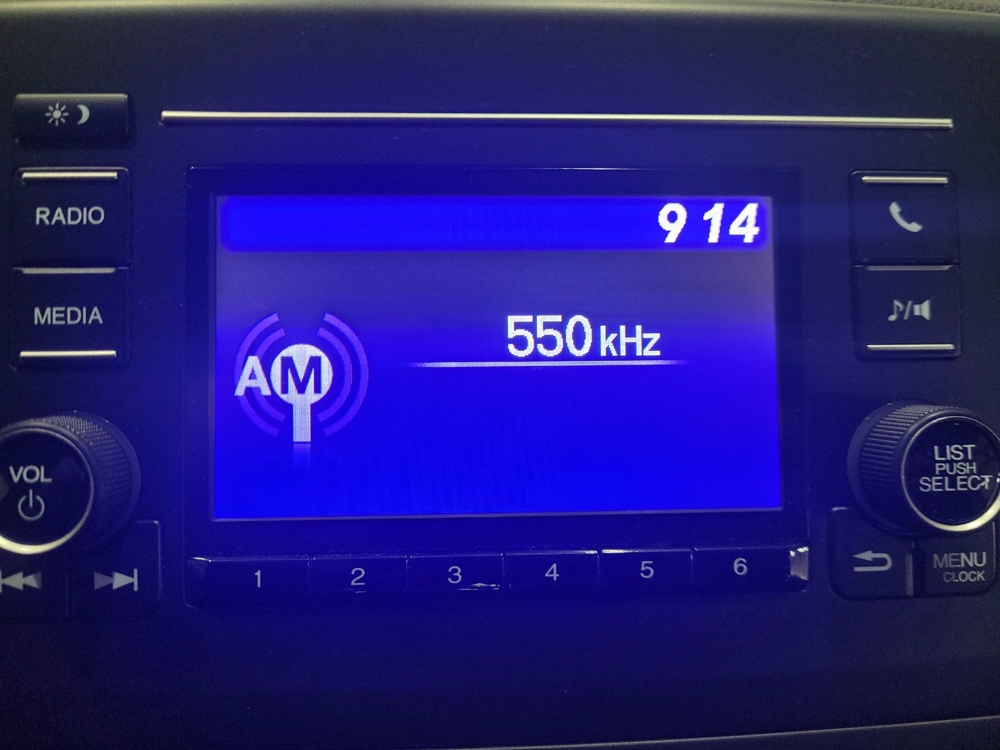 RADIO
MEDIA
9 14
550 kHz
AM
VOL
LIST
PUSH
SELECT
1 2 3 4 5 6
MENU
CLOCK